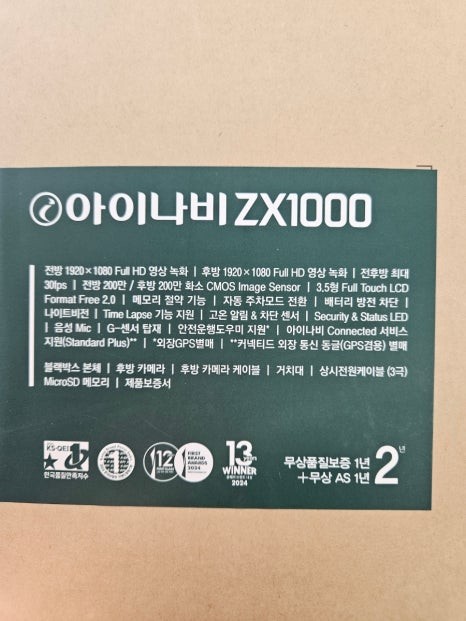 아이나비 ZX1000
전방 1920×1080 Full HD 영상 녹화 | 후방 1920×1080 Full HD 영상 녹화 | 전후방 최대
30fps | 전방 200만 / 후방 200만 화소 CMOS Image Sensor | 3.5형 Full Touch LCD
Format Free 2.0 | 메모리 절약 기능 | 자동 주차모드 전환 | 배터리 방전 차단 |
나이트비전 | Time Lapse 기능 지원 | 고온 알림 & 차단 센서 | Security & Status LED
| 음성 Mic | G-센서 탑재 | 안전운행도우미 지원* | 아이나비 Connected 서비스
지원(Standard Plus)** | *외장GPS별매 | **커넥티드 외장 통신 동글(GPS겸용) 별매
블랙박스 본체 | 후방 카메라 | 후방 카메라 케이블 | 거치대 | 상시전원케이블 (3극)
MicroSD 메모리 | 제품보증서
KS-QEI 1
한국품질만족지수
12
FIRST BRAND AWARDS 2024
13
WINNER
2024
무상품질보증 1년
+무상 AS 1년
2년